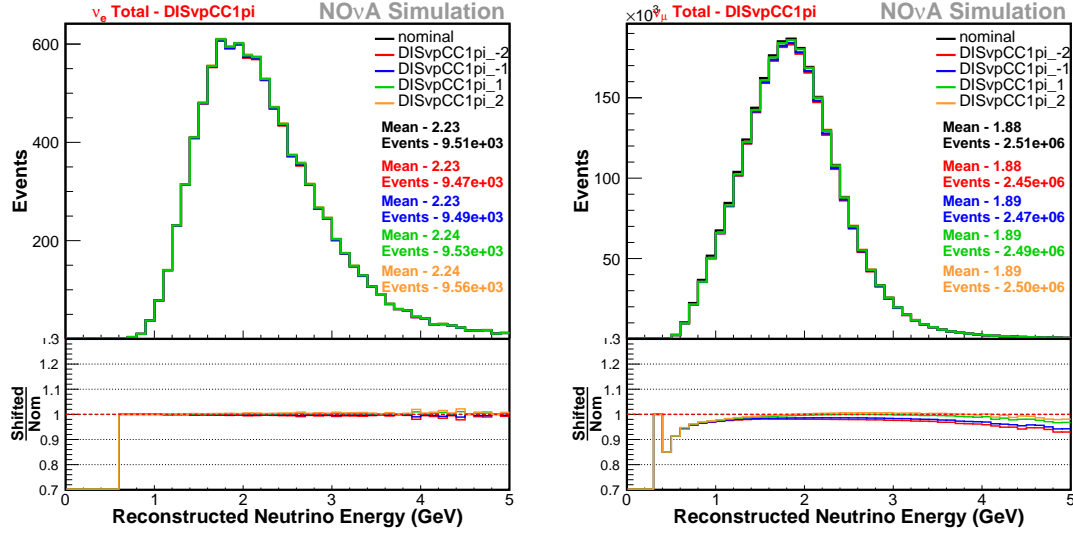 νe Total - DISvpCC1pi NOνA Simulation
nominal
DISvpCC1pi_-2
DISvpCC1pi_-1
DISvpCC1pi_1
DISvpCC1pi_2
Mean - 2.23
Events - 9.51e+03
Mean - 2.23
Events - 9.47e+03
Mean - 2.23
Events - 9.49e+03
Mean - 2.24
Events - 9.53e+03
Mean - 2.24
Events - 9.56e+03
600
400
200
Events
1.3
1.2
1.1
1
0.9
0.8
0.7
Shifted
Nom
0 1 2 3 4 5
Reconstructed Neutrino Energy (GeV)
×10³ νμ Total - DISvpCC1pi NOνA Simulation
nominal
DISvpCC1pi_-2
DISvpCC1pi_-1
DISvpCC1pi_1
DISvpCC1pi_2
Mean - 1.88
Events - 2.51e+06
Mean - 1.88
Events - 2.45e+06
Mean - 1.89
Events - 2.47e+06
Mean - 1.89
Events - 2.49e+06
Mean - 1.89
Events - 2.50e+06
150
100
50
Events
1.3
1.2
1.1
1
0.9
0.8
0.7
Shifted
Nom
0 1 2 3 4 5
Reconstructed Neutrino Energy (GeV)